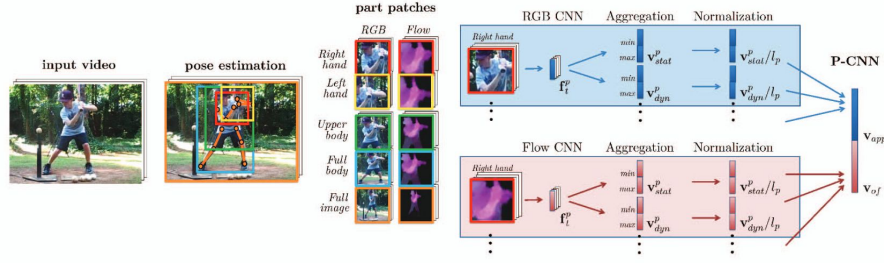 input video
pose estimation
part patches
RGB Flow
Right
hand
Left
hand
Upper
body
Full
body
Full
image
RGB CNN Aggregation Normalization
Right hand
f_t^p
min
max
v_stat^p
v_stat^p/l_p
min
max
v_dyn^p
v_dyn^p/l_p
Flow CNN Aggregation Normalization
Right hand
f_t^p
min
max
v_stat^p
v_stat^p/l_p
min
max
v_dyn^p
v_dyn^p/l_p
P-CNN
v_app
v_of